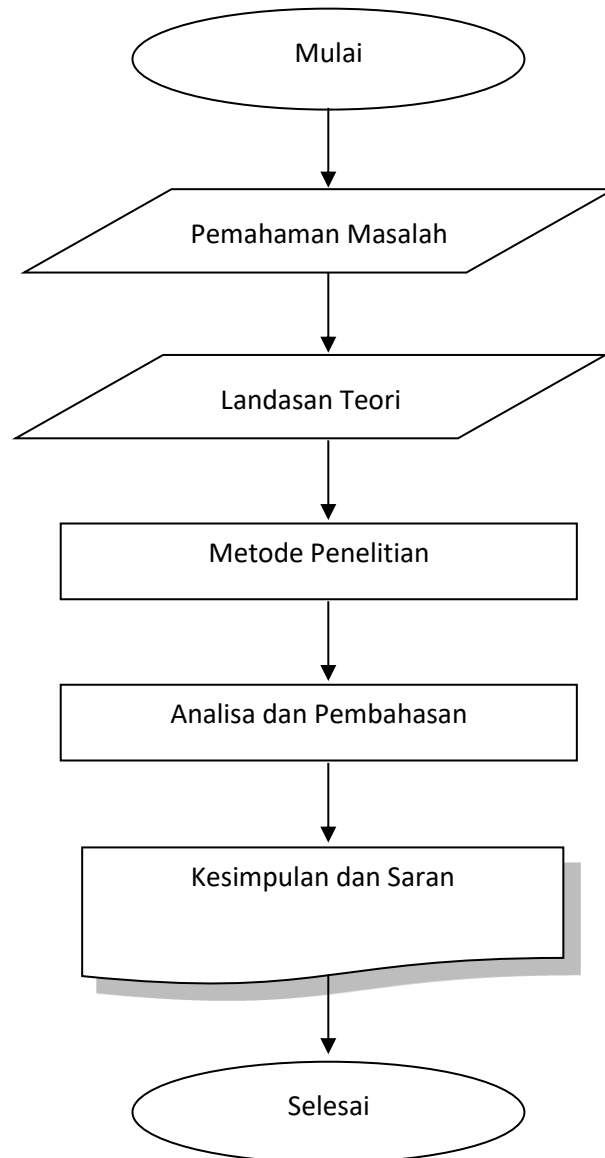 Mulai
Pemahaman Masalah
Landasan Teori
Metode Penelitian
Analisa dan Pembahasan
Kesimpulan dan Saran
Selesai